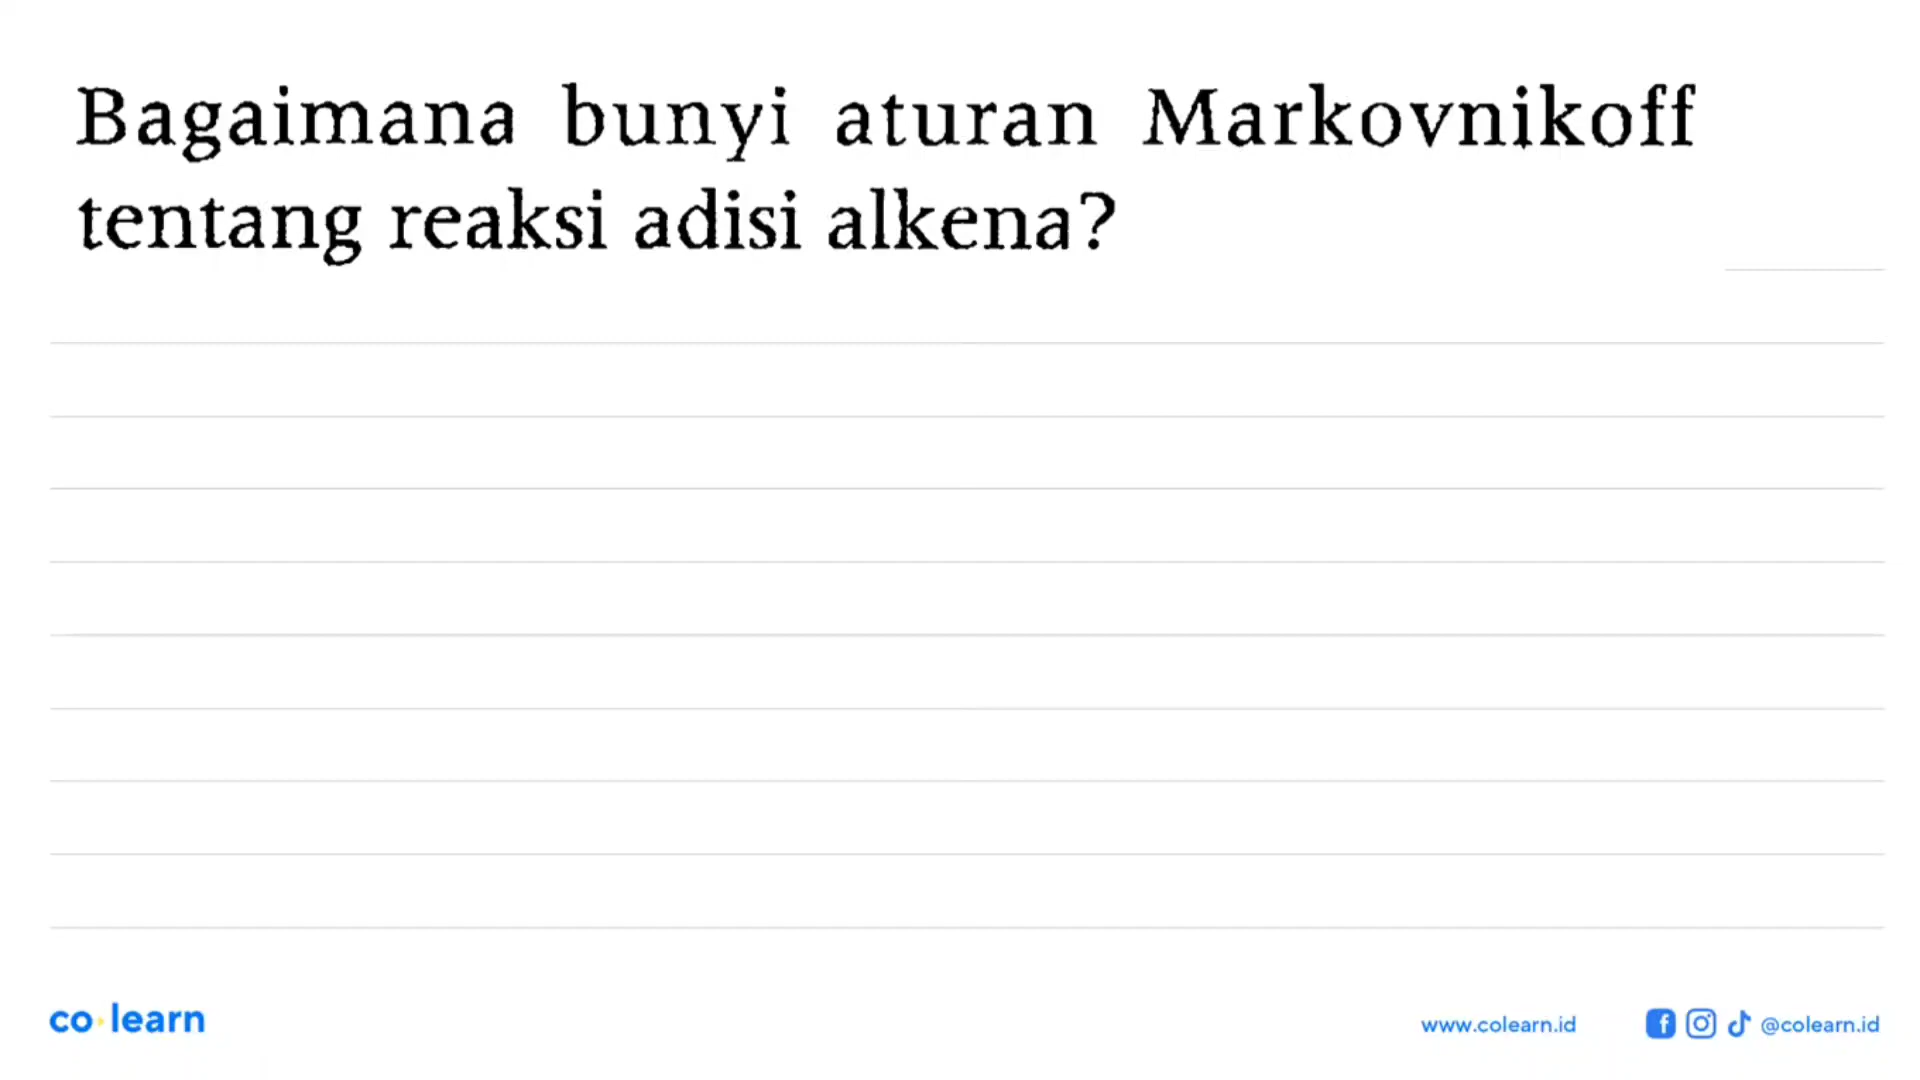 Bagaimana bunyi aturan Markovnikoff
tentang reaksi adisi alkena?
co learn
www.colearn.id @colearn.id